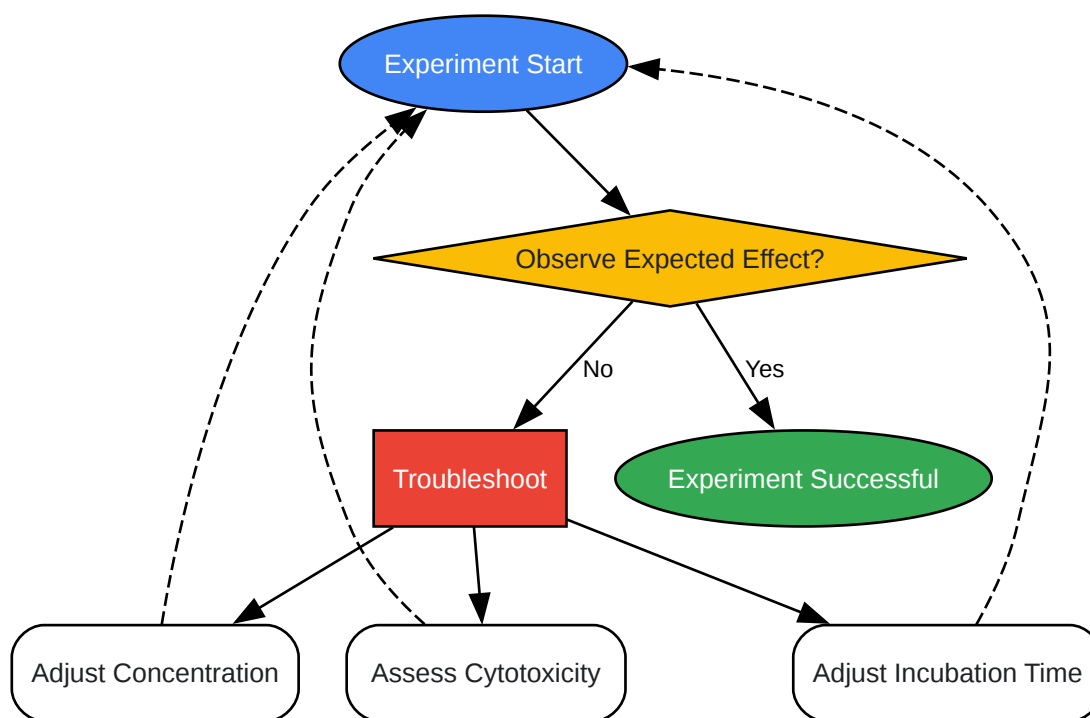 Experiment Start
Observe Expected Effect?
No
Yes
Troubleshoot
Experiment Successful
Adjust Concentration
Assess Cytotoxicity
Adjust Incubation Time